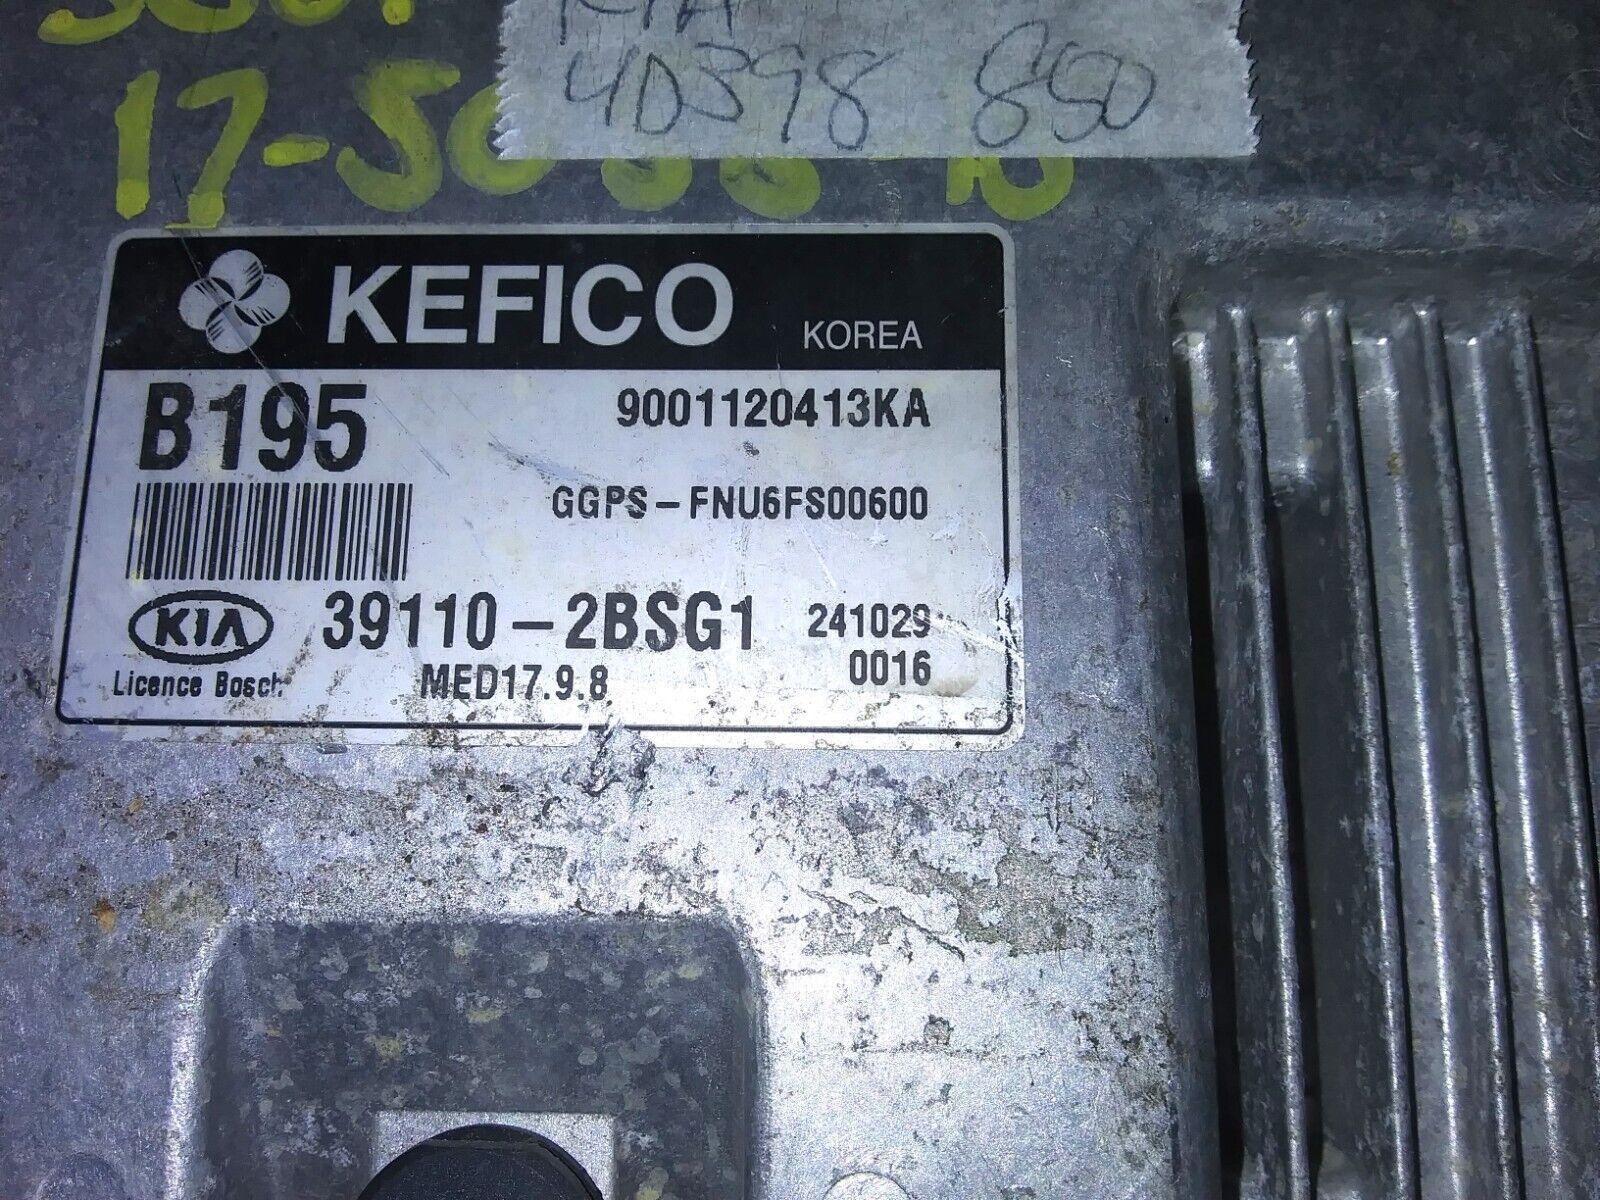 KIA
4D398 850
KEFICO KOREA
B195 9001120413KA
GGPS-FNU6FS00600
KIA 39110-2BSG1 241029
0016
Licence Bosch MED17.9.8